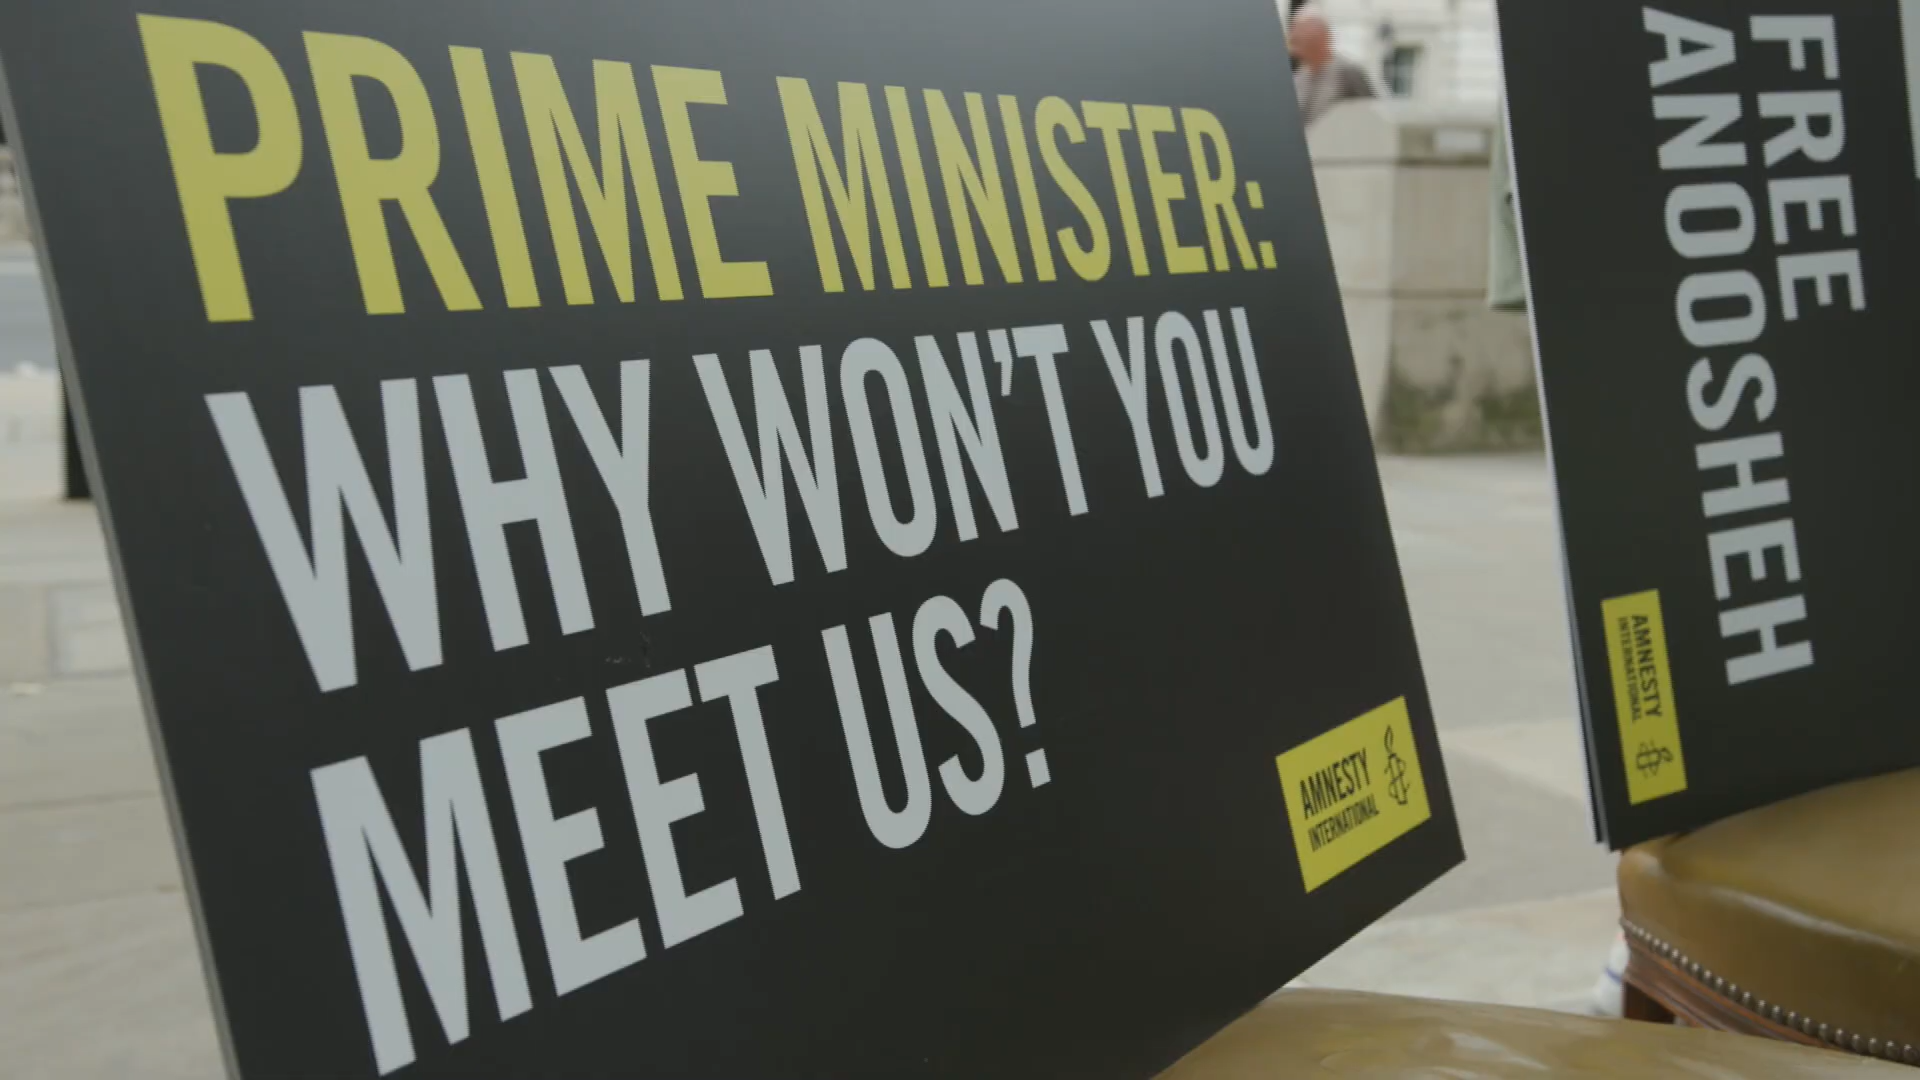 PRIME MINISTER:
WHY WON'T YOU
MEET US?
AMNESTY
INTERNATIONAL
FREE
ANOOSHEH
AMNESTY
INTERNATIONAL